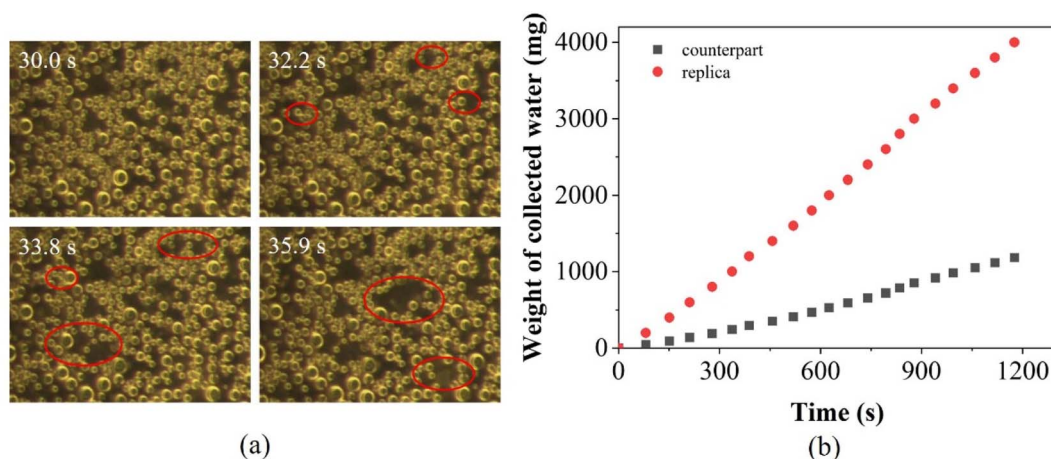 30.0 s
32.2 s
33.8 s
35.9 s
(a)
(b)
Weight of collected water (mg)
4000
3000
2000
1000
0
counterpart
replica
0 300 600 900 1200
Time (s)
(b)